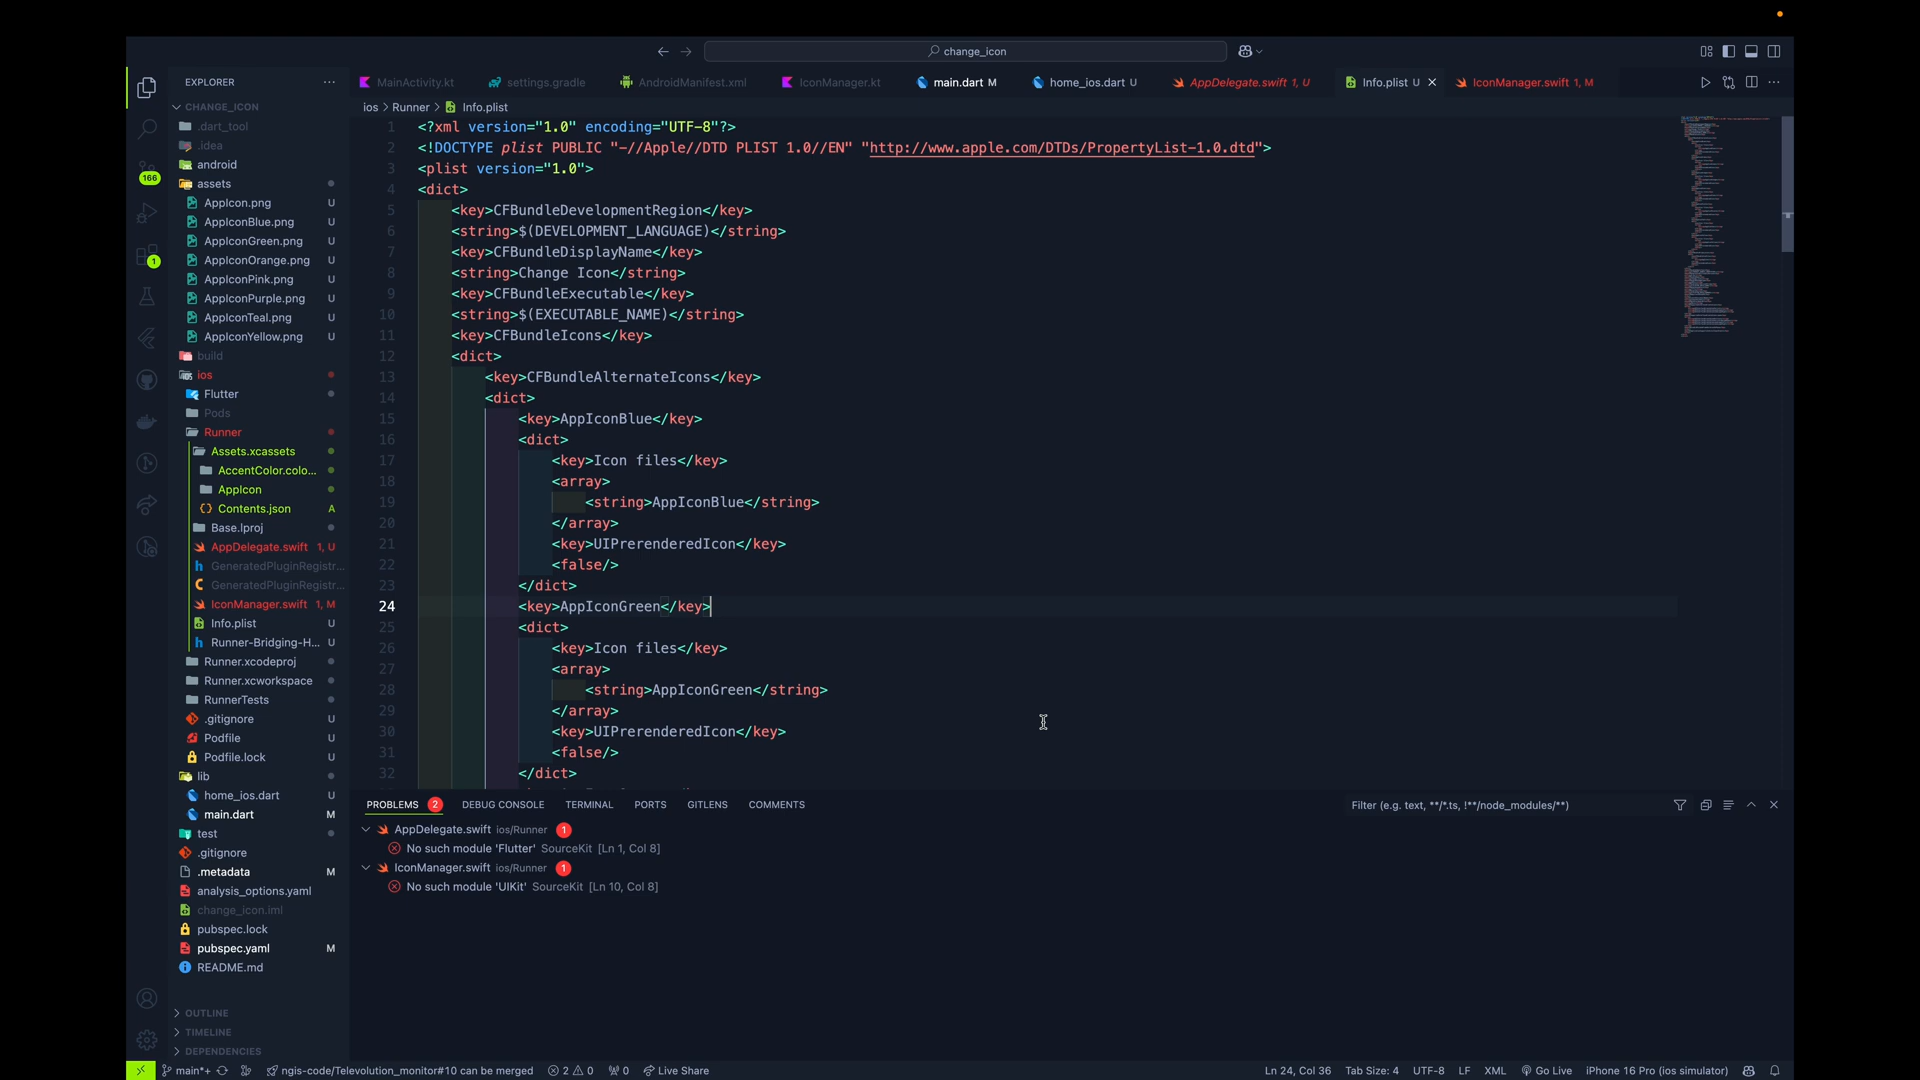 change_icon
EXPLORER
MainActivity.kt
settings.gradle
AndroidManifest.xml
IconManager.kt
main.dart M
home_ios.dart U
AppDelegate.swift 1, U
Info.plist U
IconManager.swift 1, M
ios > Runner > Info.plist
CHANGE_ICON
.dart_tool
.idea
android
assets
AppIcon.png U
AppIconBlue.png U
AppIconGreen.png U
AppIconOrange.png U
AppIconPink.png U
AppIconPurple.png U
AppIconTeal.png U
AppIconYellow.png U
build
ios
Flutter
Pods
Runner
Assets.xcassets
AccentColor.colo...
AppIcon
Contents.json A
Base.lproj
AppDelegate.swift 1, U
GeneratedPluginRegistr...
GeneratedPluginRegistr...
IconManager.swift 1, M
Info.plist U
Runner-Bridging-H... U
Runner.xcodeproj
Runner.xcworkspace
RunnerTests
.gitignore U
Podfile U
Podfile.lock U
lib
home_ios.dart U
main.dart M
test
.gitignore U
.metadata M
analysis_options.yaml U
change_icon.iml
pubspec.lock U
pubspec.yaml M
README.md U
OUTLINE
TIMELINE
DEPENDENCIES
166
1
1 <?xml version="1.0" encoding="UTF-8"?>
2 <!DOCTYPE plist PUBLIC "-//Apple//DTD PLIST 1.0//EN" "http://www.apple.com/DTDs/PropertyList-1.0.dtd">
3 <plist version="1.0">
4 <dict>
5 <key>CFBundleDevelopmentRegion</key>
6 <string>$(DEVELOPMENT_LANGUAGE)</string>
7 <key>CFBundleDisplayName</key>
8 <string>Change Icon</string>
9 <key>CFBundleExecutable</key>
10 <string>$(EXECUTABLE_NAME)</string>
11 <key>CFBundleIcons</key>
12 <dict>
13 <key>CFBundleAlternateIcons</key>
14 <dict>
15 <key>AppIconBlue</key>
16 <dict>
17 <key>Icon files</key>
18 <array>
19 <string>AppIconBlue</string>
20 </array>
21 <key>UIPrerenderedIcon</key>
22 <false/>
23 </dict>
24 <key>AppIconGreen</key>
25 <dict>
26 <key>Icon files</key>
27 <array>
28 <string>AppIconGreen</string>
29 </array>
30 <key>UIPrerenderedIcon</key>
31 <false/>
32 </dict>
PROBLEMS 2
DEBUG CONSOLE
TERMINAL
PORTS
GITLENS
COMMENTS
Filter (e.g. text, **/*.ts, !**/node_modules/**)
AppDelegate.swift ios/Runner 1
No such module 'Flutter' SourceKit [Ln 1, Col 8]
IconManager.swift ios/Runner 1
No such module 'UIKit' SourceKit [Ln 10, Col 8]
main*+
ngis-code/Televolution_monitor#10 can be merged
2 0
0
Live Share
Ln 24, Col 36
Tab Size: 4
UTF-8
LF
XML
Go Live
iPhone 16 Pro (ios simulator)